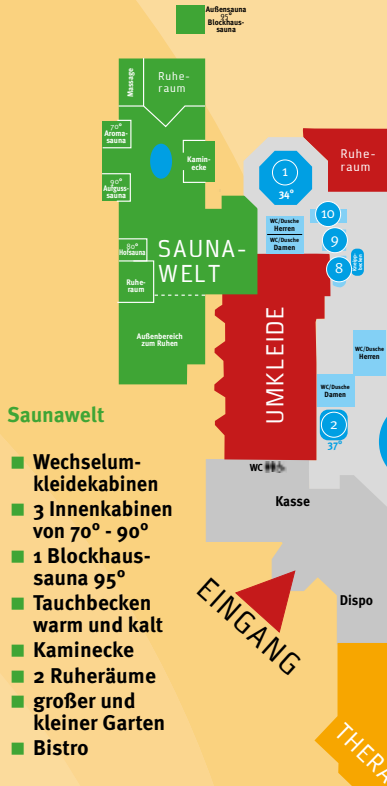 Außensauna
95°
Blockhaus-
sauna
Massage
Ruhe-
raum
70°
Aroma-
sauna
Kamin-
ecke
90°
Aufguss-
sauna
80°
Hofsauna
Ruhe-
raum
SAUNA-
WELT
Außenbereich
zum Ruhen
Ruhe-
raum
1
34°
WC/Dusche
Herren
WC/Dusche
Damen
10
9
8
UMKLEIDE
WC/Dusche
Herren
WC/Dusche
Damen
2
37°
WC
Kasse
EINGANG
Dispo
THERA
Saunawelt
Wechselum-
kleidekabinen
3 Innenkabinen
von 70° - 90°
1 Blockhaus-
sauna 95°
Tauchbecken
warm und kalt
Kaminecke
2 Ruheräume
großer und
kleiner Garten
Bistro